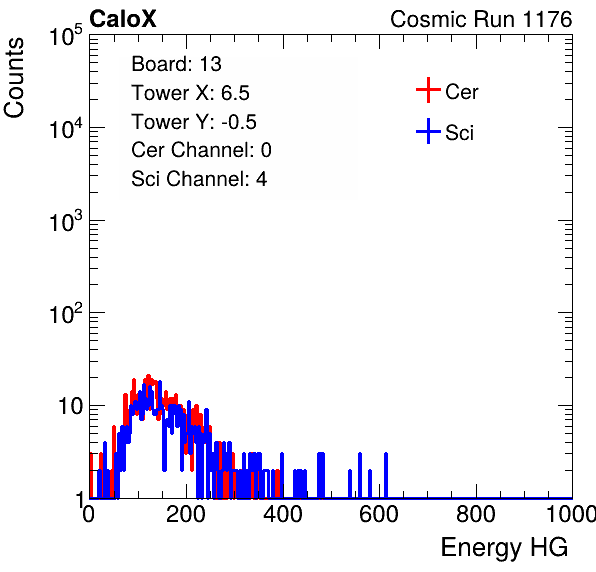 CaloX Cosmic Run 1176
Counts
10^5
10^4
10^3
10^2
10
1
Board: 13
Tower X: 6.5
Tower Y: -0.5
Cer Channel: 0
Sci Channel: 4
Cer
Sci
0 200 400 600 800 1000
Energy HG